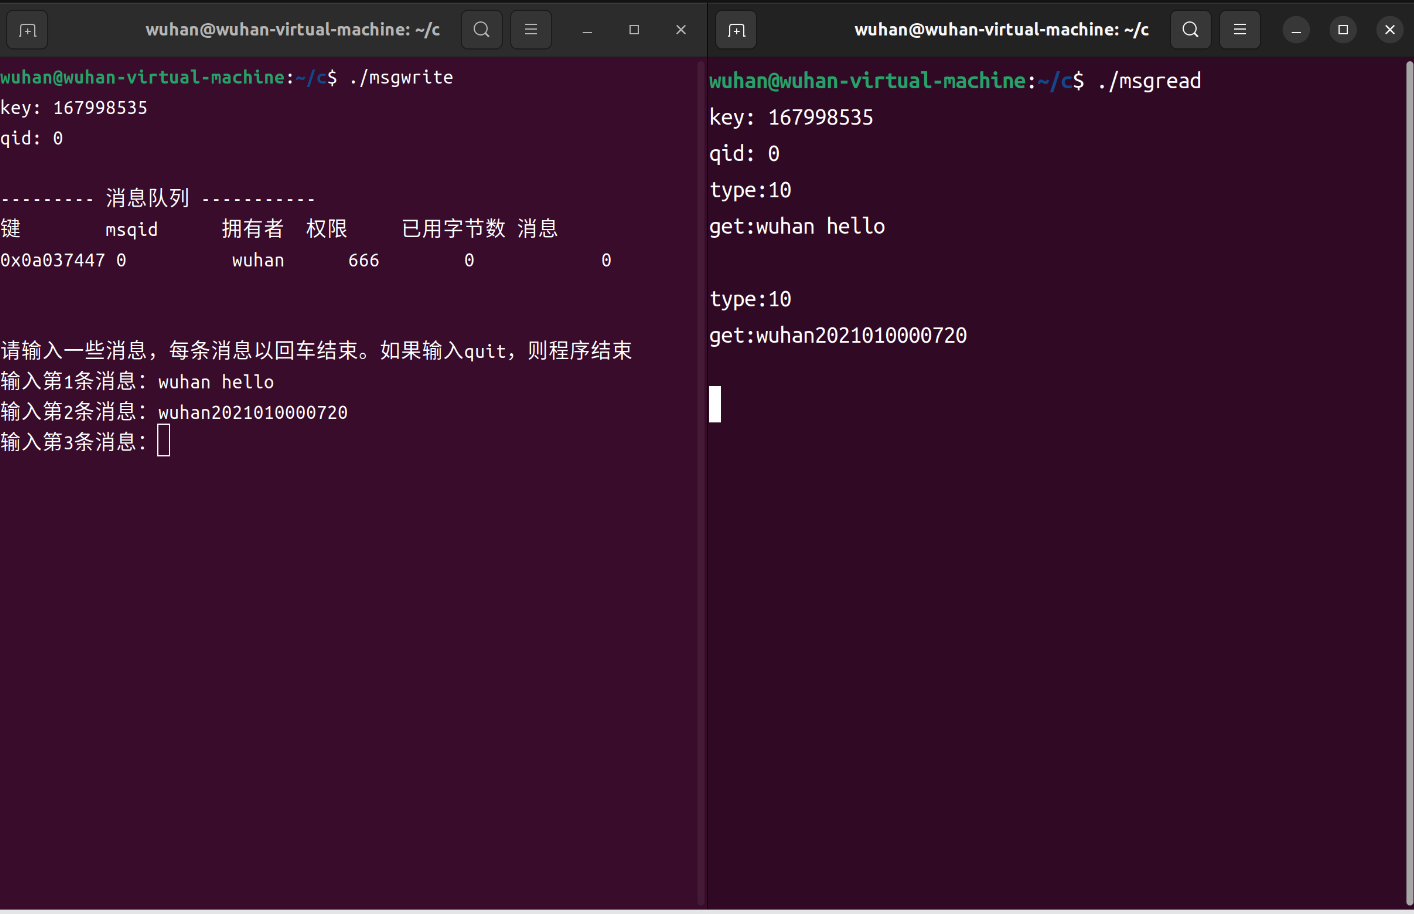 wuhan@wuhan-virtual-machine: ~/c
wuhan@wuhan-virtual-machine:~/c$ ./msgwrite
key: 167998535
qid: 0
--------- 消息队列 -----------
键 msqid 拥有者 权限 已用字节数 消息
0x0a037447 0 wuhan 666 0 0
请输入一些消息，每条消息以回车结束。如果输入quit，则程序结束
输入第1条消息：wuhan hello
输入第2条消息：wuhan2021010000720
输入第3条消息：
wuhan@wuhan-virtual-machine: ~/c
wuhan@wuhan-virtual-machine:~/c$ ./msgread
key: 167998535
qid: 0
type:10
get:wuhan hello
type:10
get:wuhan2021010000720